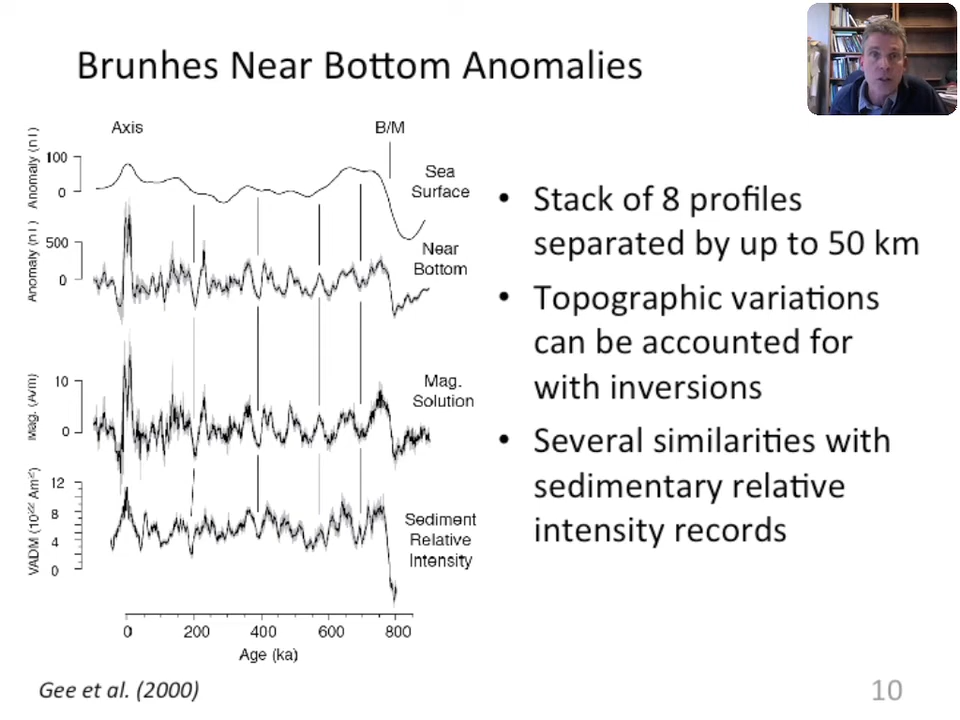 Brunhes Near Bottom Anomalies
Axis
B/M
Anomaly (nT)
100
0
Sea
Surface
Anomaly (nT)
500
0
Near
Bottom
Mag. (A/m)
10
0
Mag.
Solution
VADM (10²² Am²)
12
8
4
0
Sediment
Relative
Intensity
0 200 400 600 800
Age (ka)
• Stack of 8 profiles
separated by up to 50 km
• Topographic variations
can be accounted for
with inversions
• Several similarities with
sedimentary relative
intensity records
Gee et al. (2000)
10